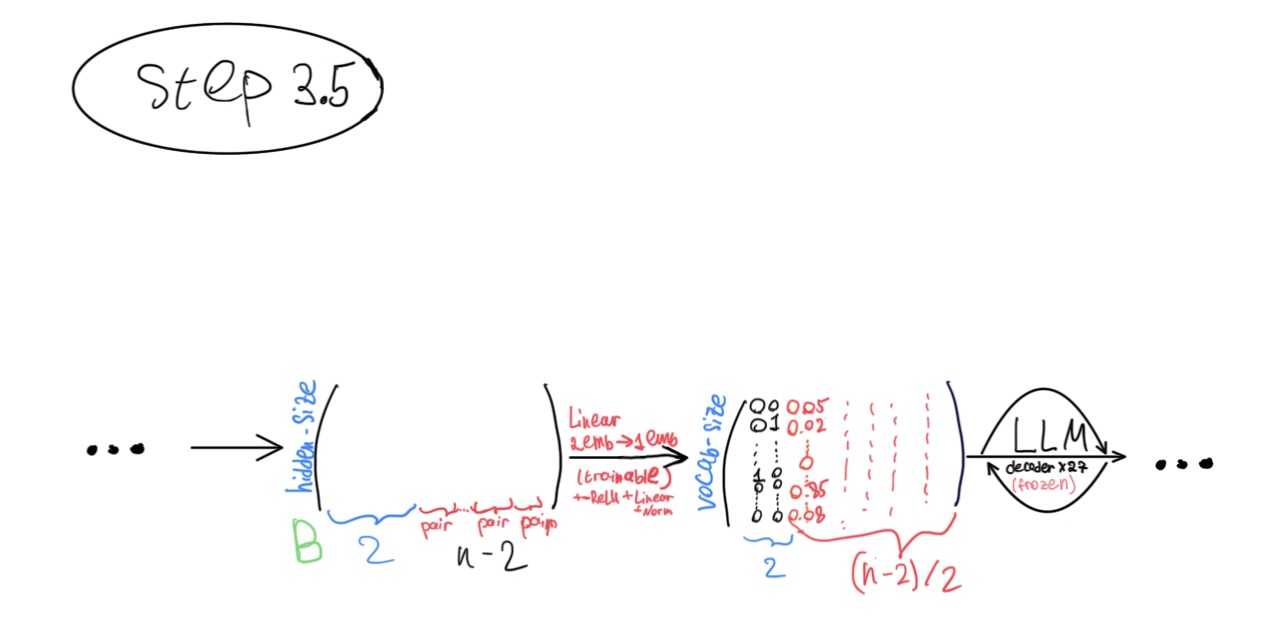 Step 3.5
...
hidden-size
B
2
pair ... pair pair
n-2
Linear
2emb→1emb
(trainable)
+ReLU+Linear
+Norm
vocab-size
0 0 0.05
0 1 0.02
0
1 0
0 0 0.85
0 0 0.08
2
(n-2)/2
LLM
decoder x27
(frozen)
...